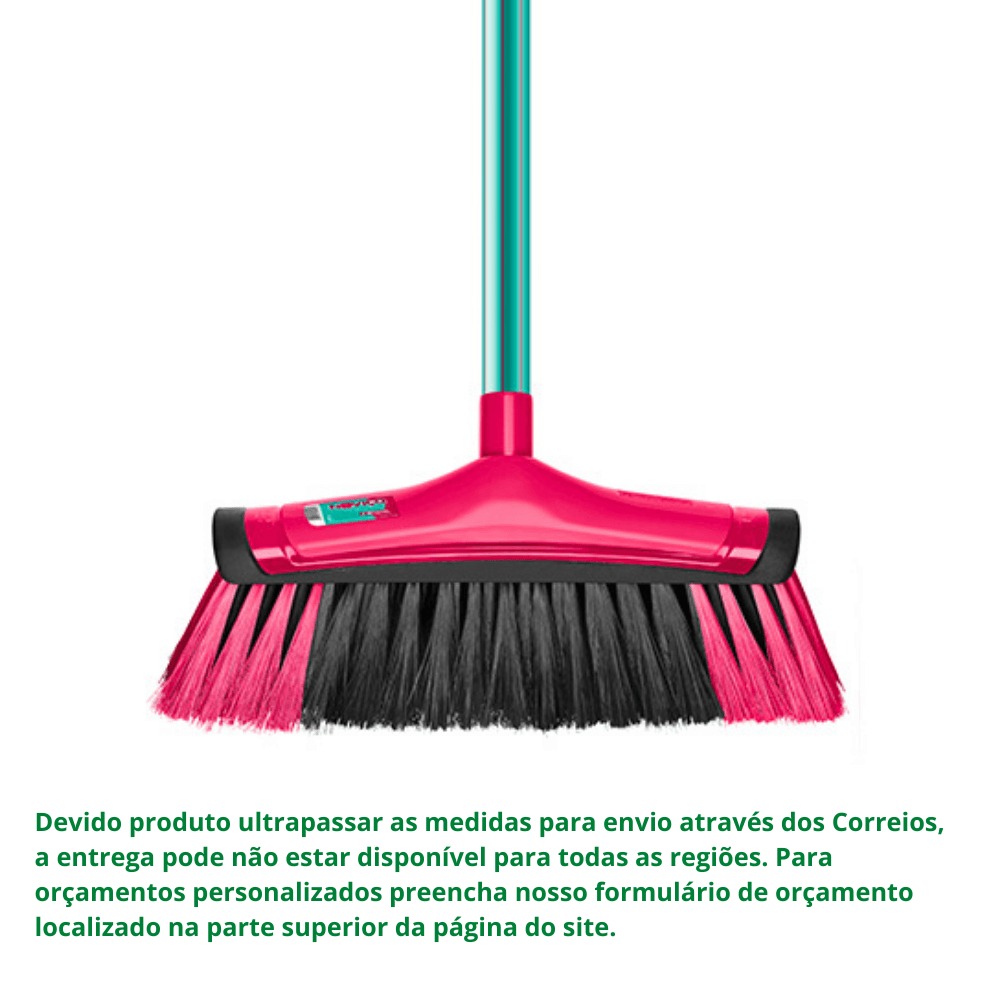 Devido produto ultrapassar as medidas para envio através dos Correios,
a entrega pode não estar disponível para todas as regiões. Para
orçamentos personalizados preencha nosso formulário de orçamento
localizado na parte superior da página do site.